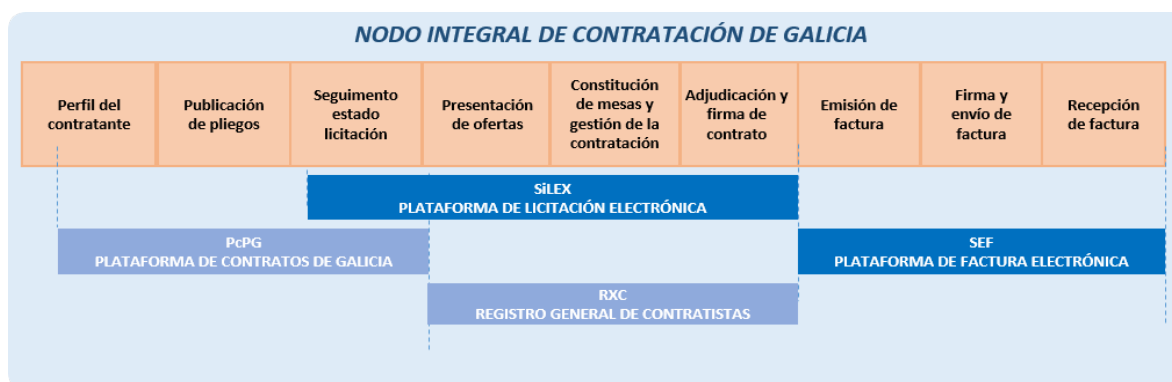 NODO INTEGRAL DE CONTRATACIÓN DE GALICIA
Perfil del
contratante
Publicación
de pliegos
Seguimento
estado
licitación
Presentación
de ofertas
Constitución
de mesas y
gestión de la
contratación
Adjudicación y
firma de
contrato
Emisión de
factura
Firma y
envío de
factura
Recepción
de factura
SiLEX
PLATAFORMA DE LICITACIÓN ELECTRÓNICA
PcPG
PLATAFORMA DE CONTRATOS DE GALICIA
SEF
PLATAFORMA DE FACTURA ELECTRÓNICA
RXC
REGISTRO GENERAL DE CONTRATISTAS